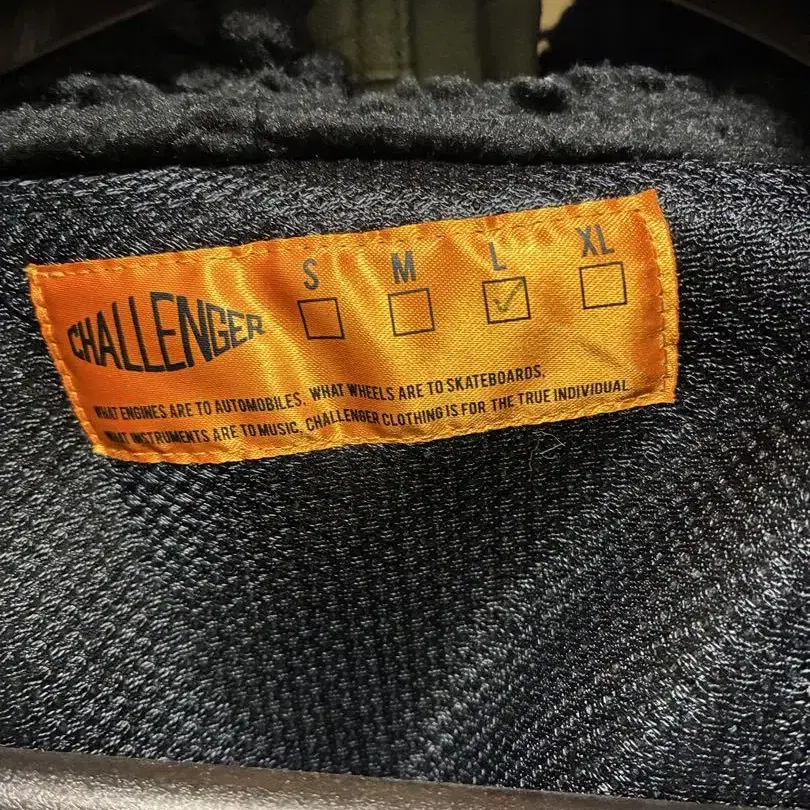 CHALLENGER
S M L XL
WHAT ENGINES ARE TO AUTOMOBILES. WHAT WHEELS ARE TO SKATEBOARDS.
WHAT INSTRUMENTS ARE TO MUSIC. CHALLENGER CLOTHING IS FOR THE TRUE INDIVIDUAL